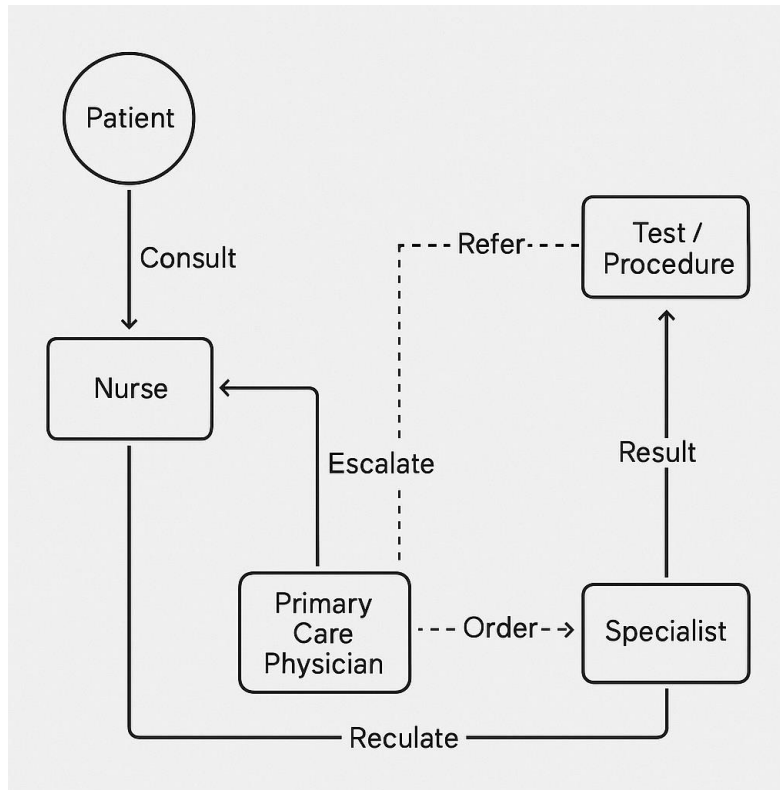 Patient
Consult
Nurse
Refer
Test /
Procedure
Escalate
Result
Primary
Care
Physician
Order
Specialist
Reculate